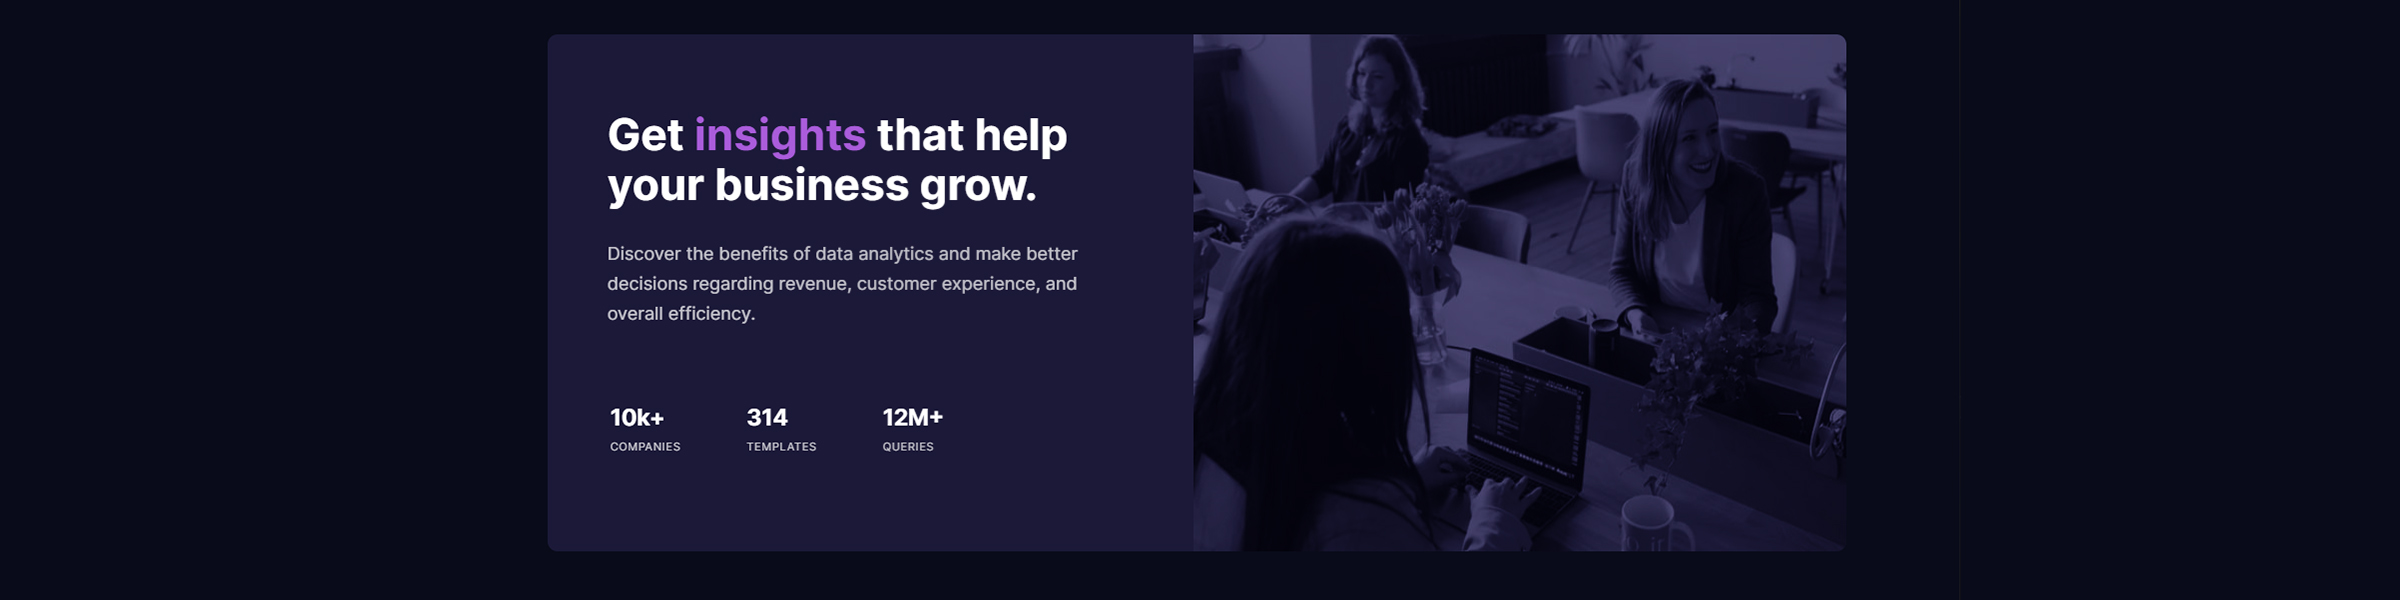 Get insights that help
your business grow.
Discover the benefits of data analytics and make better
decisions regarding revenue, customer experience, and
overall efficiency.
10k+
COMPANIES
314
TEMPLATES
12M+
QUERIES